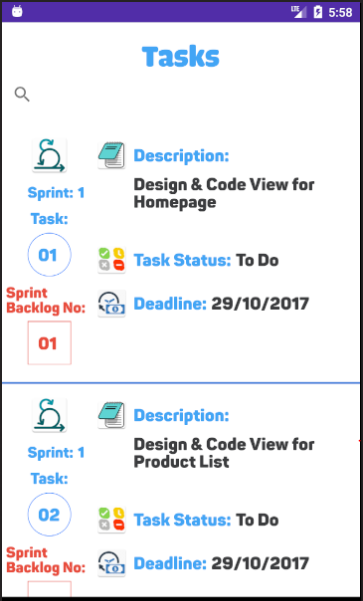 LTE 5:58
Tasks
Description:
Design & Code View for
Homepage
Sprint: 1
Task:
01
Task Status: To Do
Sprint
Backlog No:
Deadline: 29/10/2017
01
Description:
Design & Code View for
Product List
Sprint: 1
Task:
02
Task Status: To Do
Sprint
Backlog No:
Deadline: 29/10/2017